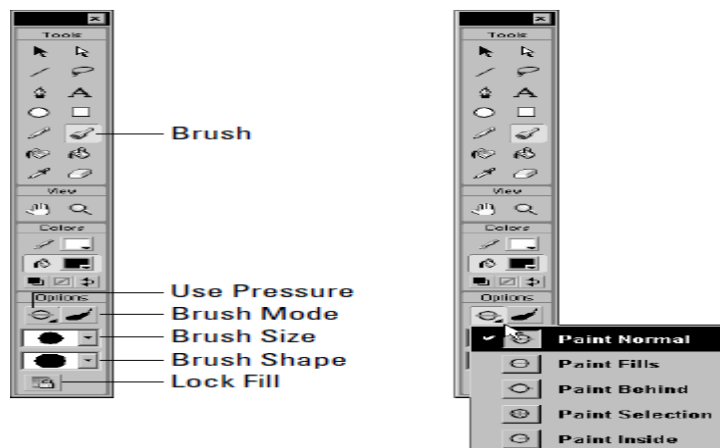 Tools
Brush
View
Colors
Options
Use Pressure
Brush Mode
Brush Size
Brush Shape
Lock Fill
Tools
A
View
Colors
Options
Paint Normal
Paint Fills
Paint Behind
Paint Selection
Paint Inside